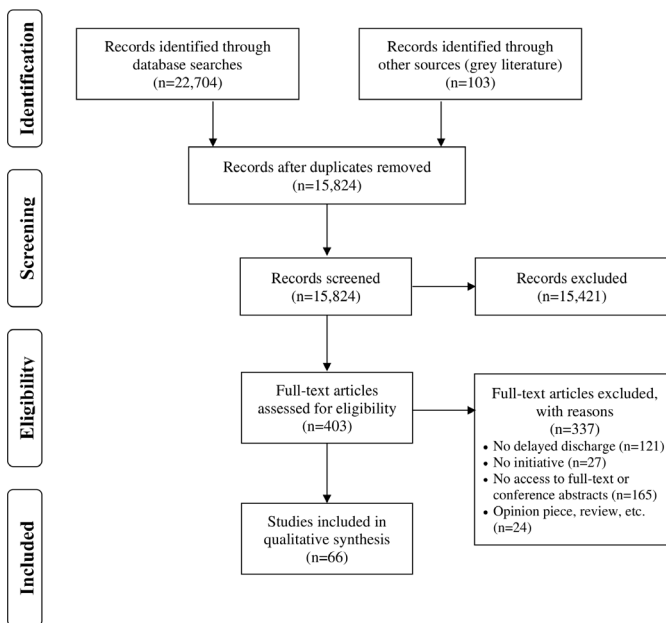 Identification
Records identified through
database searches
(n=22,704)
Records identified through
other sources (grey literature)
(n=103)
Records after duplicates removed
(n=15,824)
Screening
Records screened
(n=15,824)
Records excluded
(n=15,421)
Eligibility
Full-text articles
assessed for eligibility
(n=403)
Full-text articles excluded,
with reasons
(n=337)
• No delayed discharge (n=121)
• No initiative (n=27)
• No access to full-text or
conference abstracts (n=165)
• Opinion piece, review, etc.
(n=24)
Included
Studies included in
qualitative synthesis
(n=66)